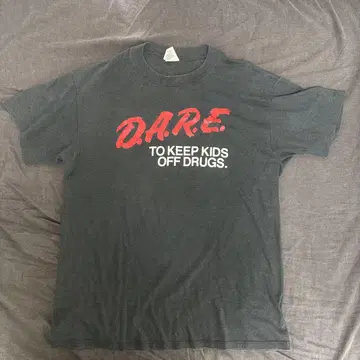 D.A.R.E.
TO KEEP KIDS
OFF DRUGS.